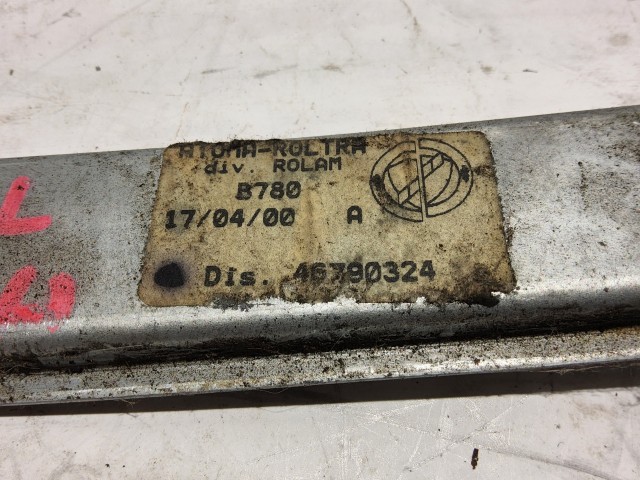 ATOMA-ROLTRA
div. ROLAM
B780
17/04/00 A
Dis. 46790324
L